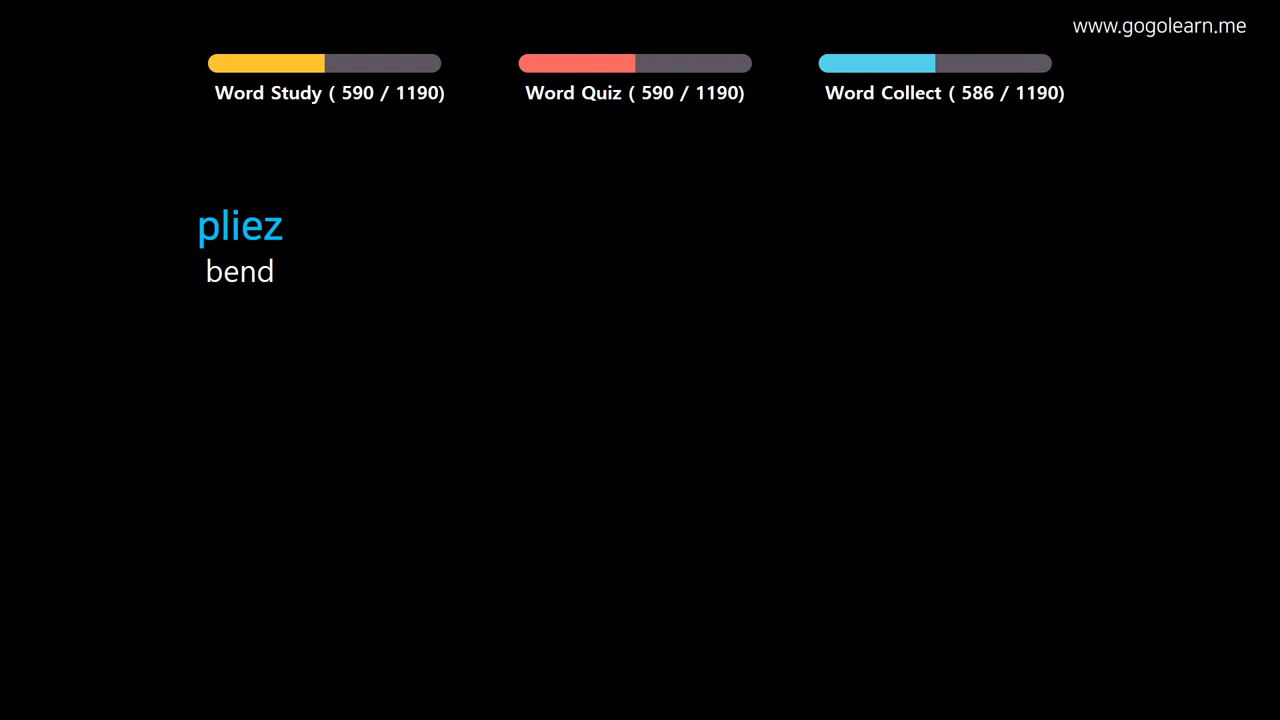 www.gogolearn.me
Word Study ( 590 / 1190)
Word Quiz ( 590 / 1190)
Word Collect ( 586 / 1190)
pliez
bend